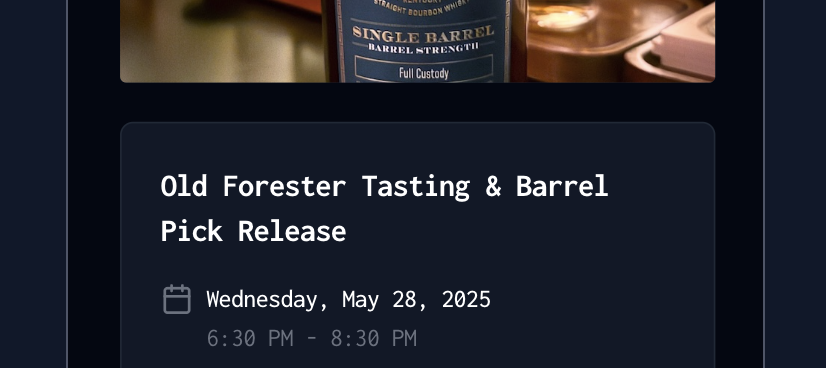 STRAIGHT BOURBON WHISKY
SINGLE BARREL
BARREL STRENGTH
Full Custody
Old Forester Tasting & Barrel
Pick Release
Wednesday, May 28, 2025
6:30 PM - 8:30 PM